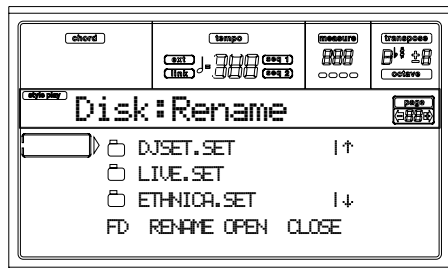 chord tempo measure transpose
ext seq 1
link seq 2
octave
style play
Disk:Rename
page
DJSET.SET
LIVE.SET
ETHNICA.SET
FD RENAME OPEN CLOSE